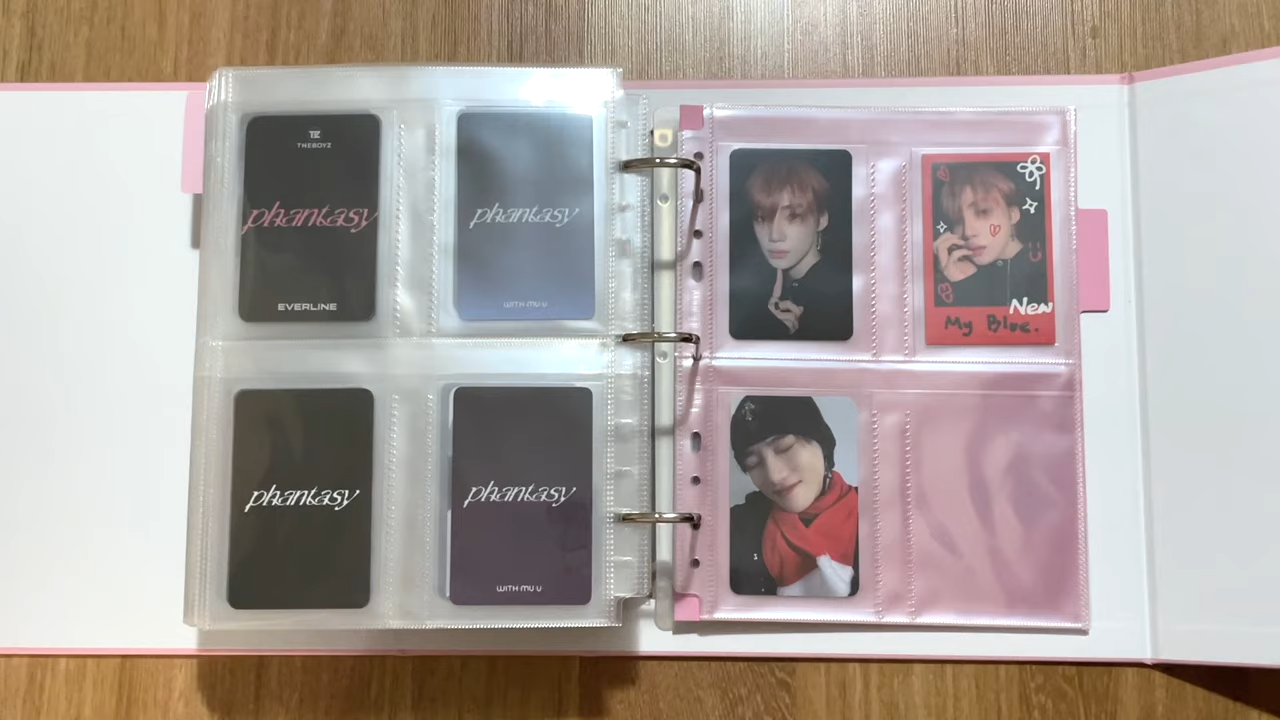 THEBOYZ
phantasy
EVERLINE
phantasy
WITH MU U
phantasy
phantasy
WITH MU U
New
My Blue.